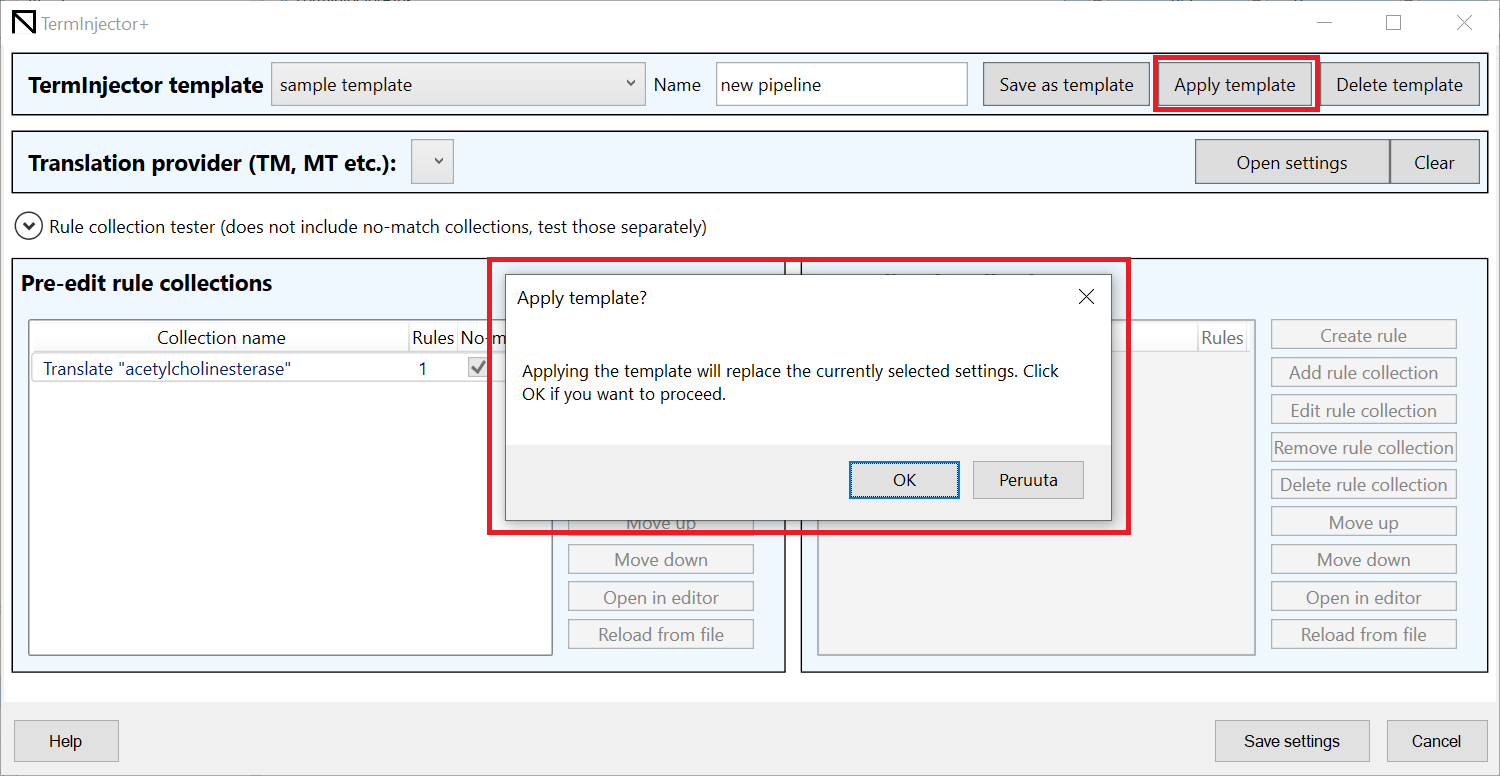 TermInjector+
TermInjector template sample template Name new pipeline Save as template Apply template Delete template
Translation provider (TM, MT etc.): Open settings Clear
Rule collection tester (does not include no-match collections, test those separately)
Pre-edit rule collections
Collection name Rules No-m
Translate "acetylcholinesterase" 1
Move up
Move down
Open in editor
Reload from file
Apply template?
Applying the template will replace the currently selected settings. Click
OK if you want to proceed.
OK Peruuta
Rules
Create rule
Add rule collection
Edit rule collection
Remove rule collection
Delete rule collection
Move up
Move down
Open in editor
Reload from file
Help Save settings Cancel